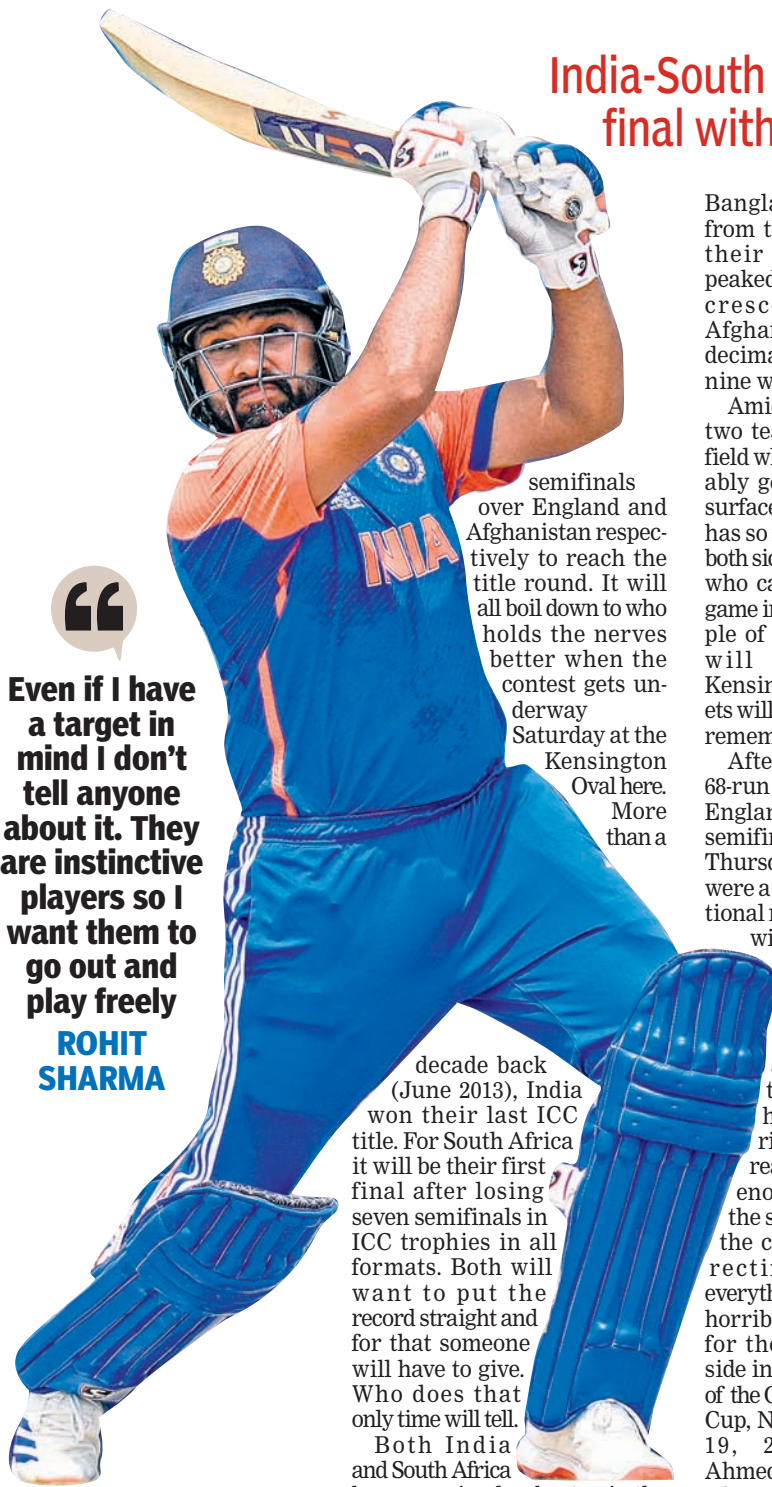 India-South
final with
INIA
Even if I have
a target in
mind I don't
tell anyone
about it. They
are instinctive
players so I
want them to
go out and
play freely
ROHIT
SHARMA
semifinals
over England and
Afghanistan respec-
tively to reach the
title round. It will
all boil down to who
holds the nerves
better when the
contest gets un-
derway
Saturday at the
Kensington
Oval here.
More
than a
decade back
(June 2013), India
won their last ICC
title. For South Africa
it will be their first
final after losing
seven semifinals in
ICC trophies in all
formats. Both will
want to put the
record straight and
for that someone
will have to give.
Who does that
only time will tell.
Both India
and South Africa
Bangla
from t
their
peaked
cresc
Afghan
decima
nine w
Amid
two tea
field wh
ably go
surface
has so
both sid
who ca
game in
ple of
will
Kensin
ets will
remem
Afte
68-run
Englan
semifin
Thursd
were a
tional r
wi
t
h
ri
rea
eno
the s
the c
recti
everyth
horrib
for the
side in
of the O
Cup, N
19, 2
Ahmed